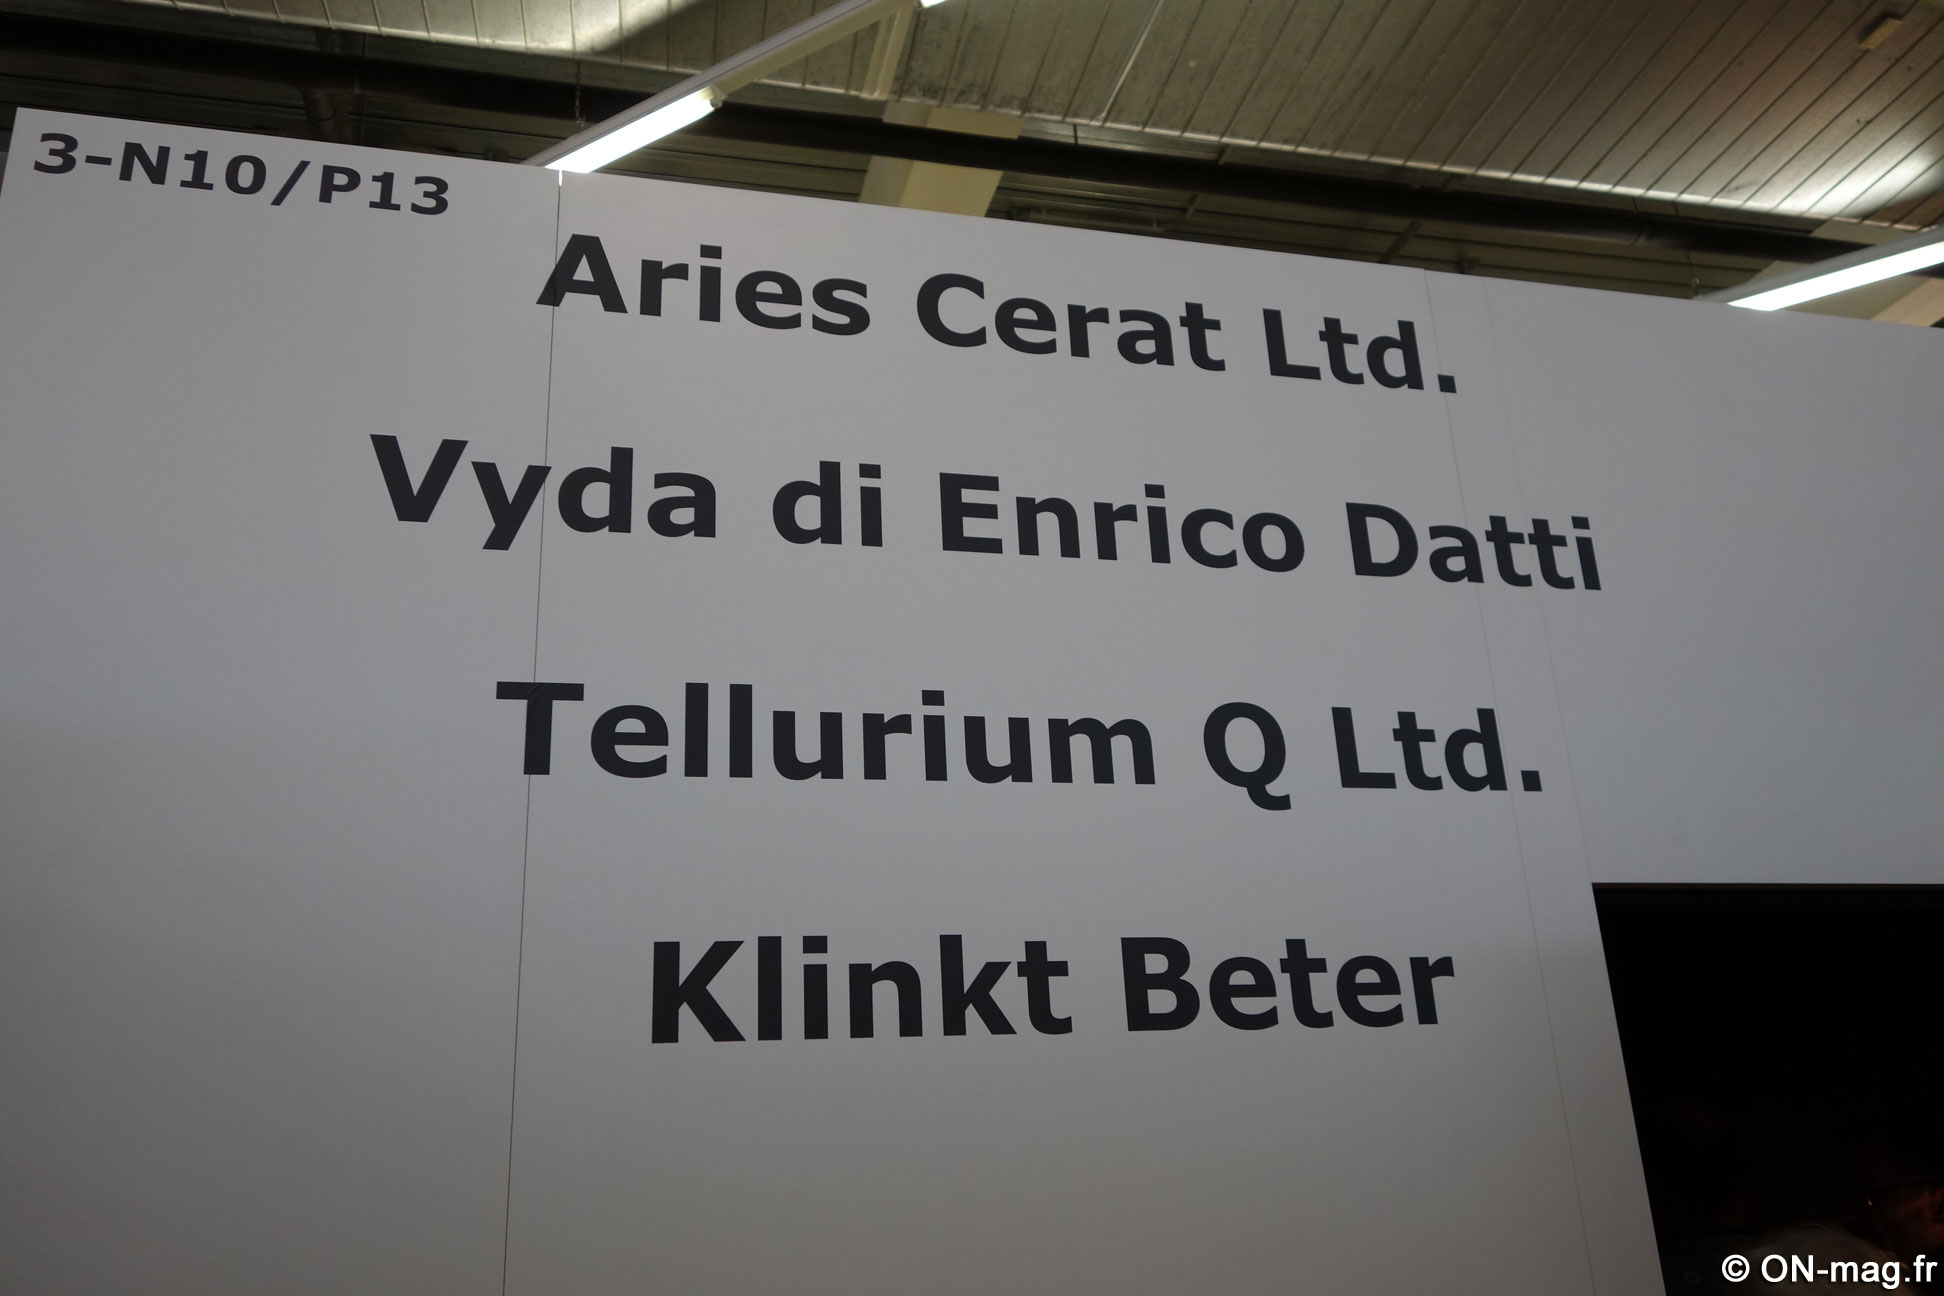 3-N10/P13
Aries Cerat Ltd.
Vyda di Enrico Datti
Tellurium Q Ltd.
Klinkt Beter
© ON-mag.fr